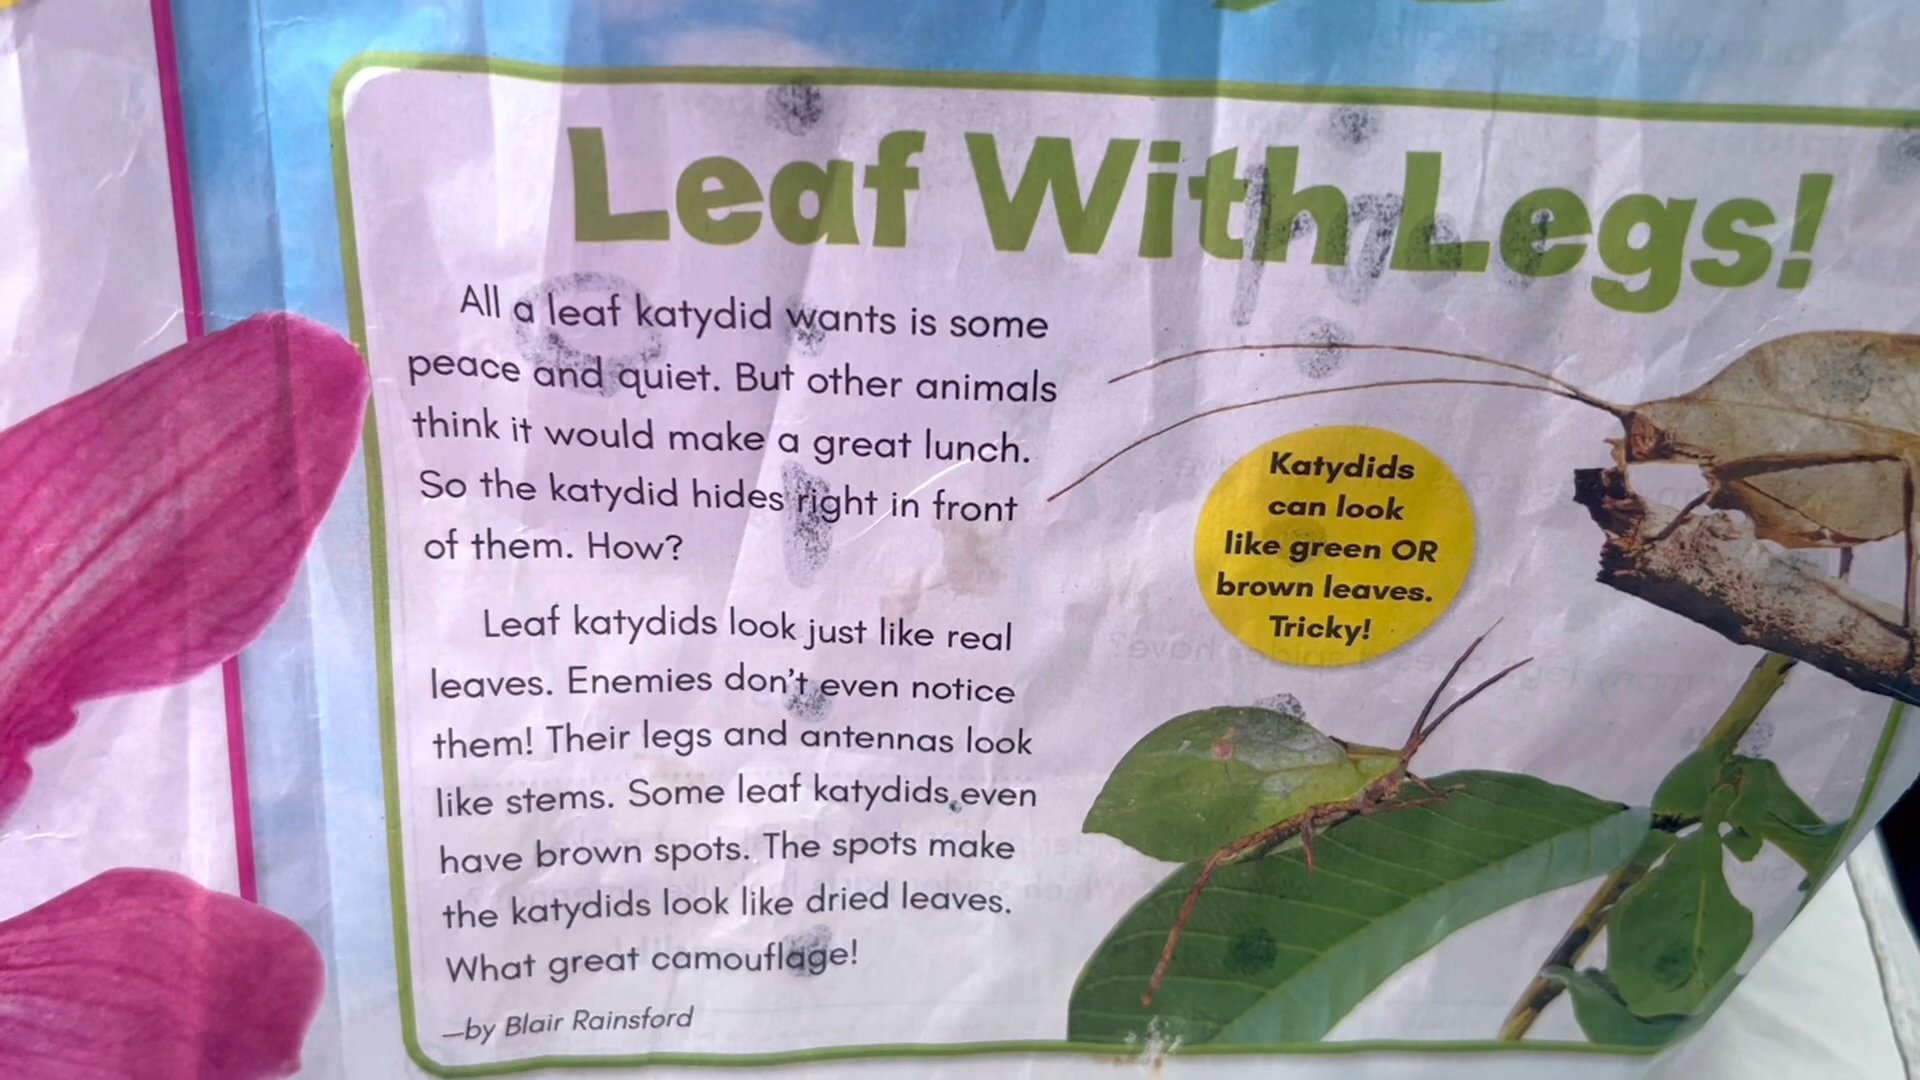 Leaf With Legs!
All a leaf katydid wants is some
peace and quiet. But other animals
think it would make a great lunch.
So the katydid hides right in front
of them. How?
Leaf katydids look just like real
leaves. Enemies don't even notice
them! Their legs and antennas look
like stems. Some leaf katydids even
have brown spots. The spots make
the katydids look like dried leaves.
What great camouflage!
—by Blair Rainsford
Katydids
can look
like green OR
brown leaves.
Tricky!